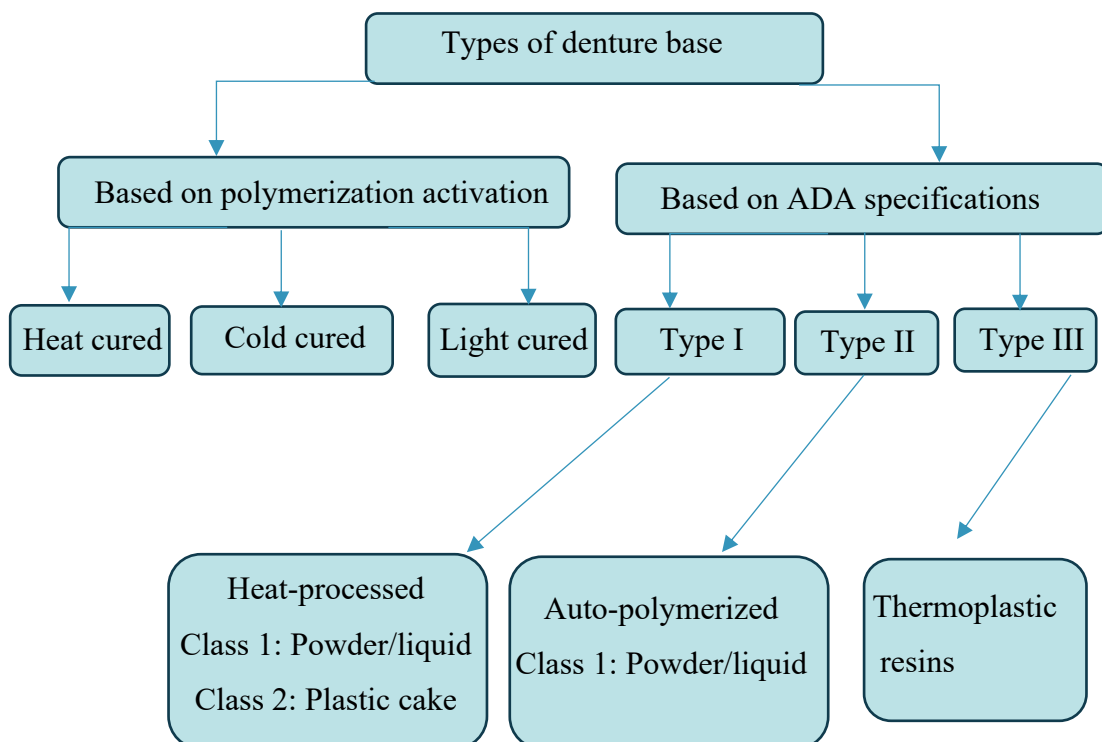 Types of denture base
Based on polymerization activation
Based on ADA specifications
Heat cured
Cold cured
Light cured
Type I
Type II
Type III
Heat-processed
Class 1: Powder/liquid
Class 2: Plastic cake
Auto-polymerized
Class 1: Powder/liquid
Thermoplastic
resins